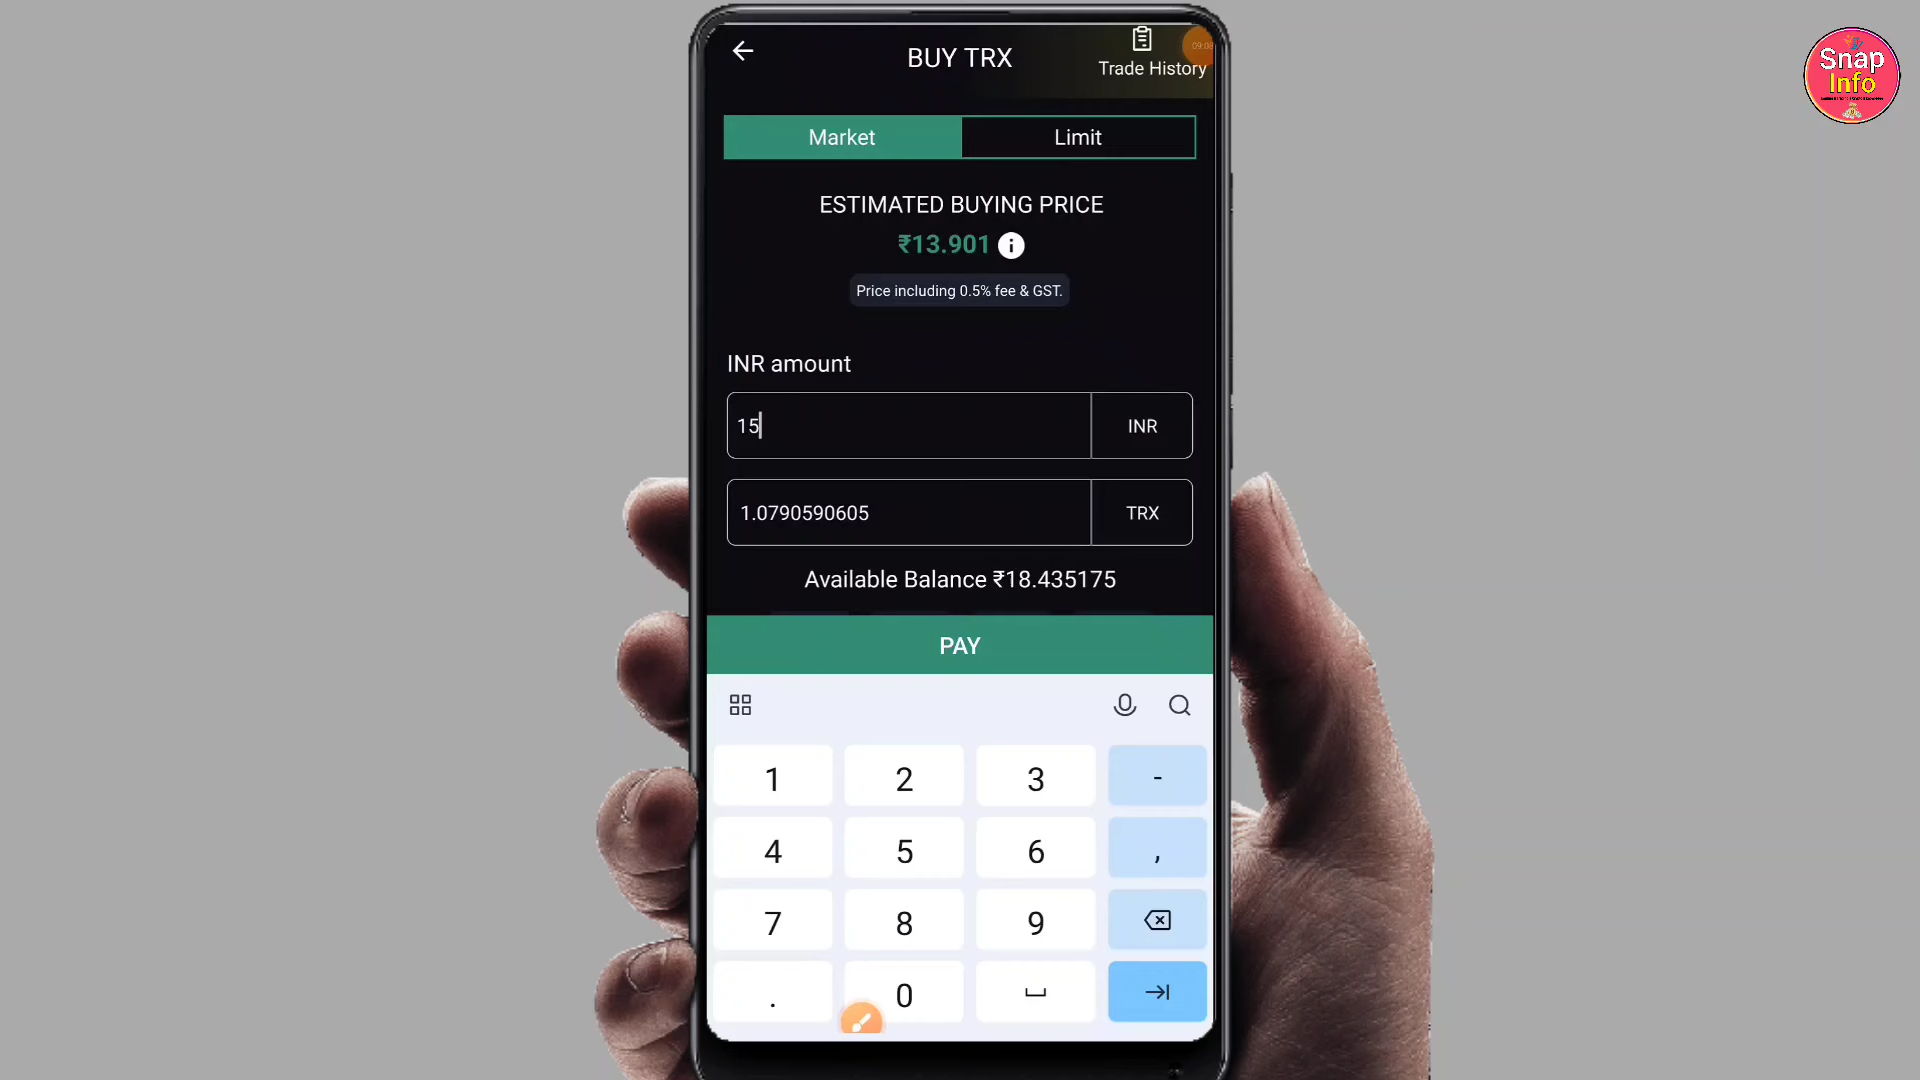 BUY TRX
Trade History
09:08
Market
Limit
ESTIMATED BUYING PRICE
₹13.901 i
Price including 0.5% fee & GST.
INR amount
15
INR
1.0790590605
TRX
Available Balance ₹18.435175
PAY
1 2 3 -
4 5 6 ,
7 8 9
. 0
Snap
Info